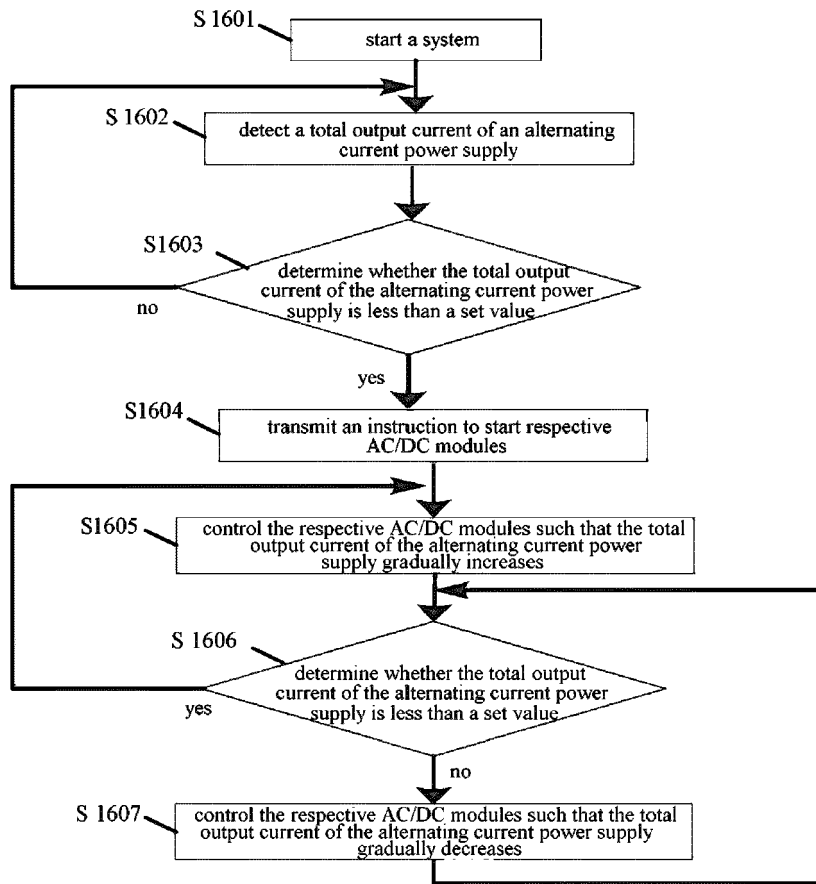 S 1601
start a system
S 1602
detect a total output current of an alternating
current power supply
S1603
determine whether the total output
current of the alternating current power
supply is less than a set value
no
yes
S1604
transmit an instruction to start respective
AC/DC modules
S1605
control the respective AC/DC modules such that the total
output current of the alternating current power
supply gradually increases
S 1606
determine whether the total output
current of the alternating current power
supply is less than a set value
yes
no
S 1607
control the respective AC/DC modules such that the total
output current of the alternating current power supply
gradually decreases